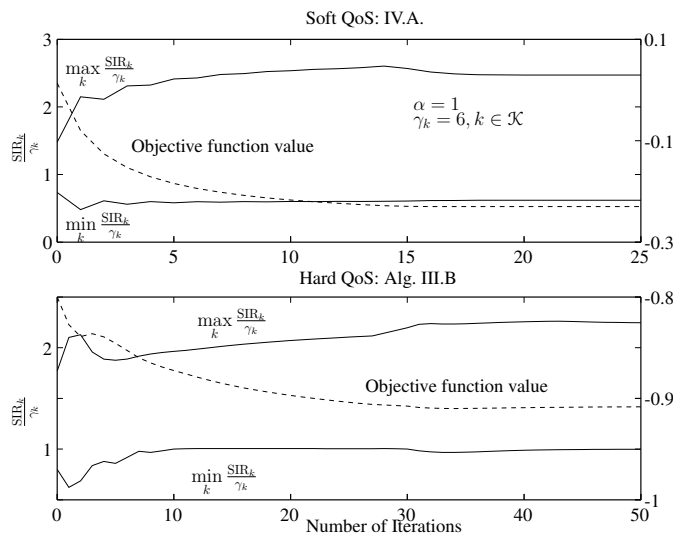 Soft QoS: IV.A.
3
0.1
max_k SIR_k/γ_k
2
α = 1
γ_k = 6, k ∈ 𝒦
Objective function value
-0.1
SIR_k/γ_k
1
min_k SIR_k/γ_k
0
-0.3
0 5 10 15 20 25
Hard QoS: Alg. III.B
-0.8
max_k SIR_k/γ_k
2
Objective function value
-0.9
SIR_k/γ_k
1
min_k SIR_k/γ_k
-1
0 10 20 30 40 50
Number of Iterations